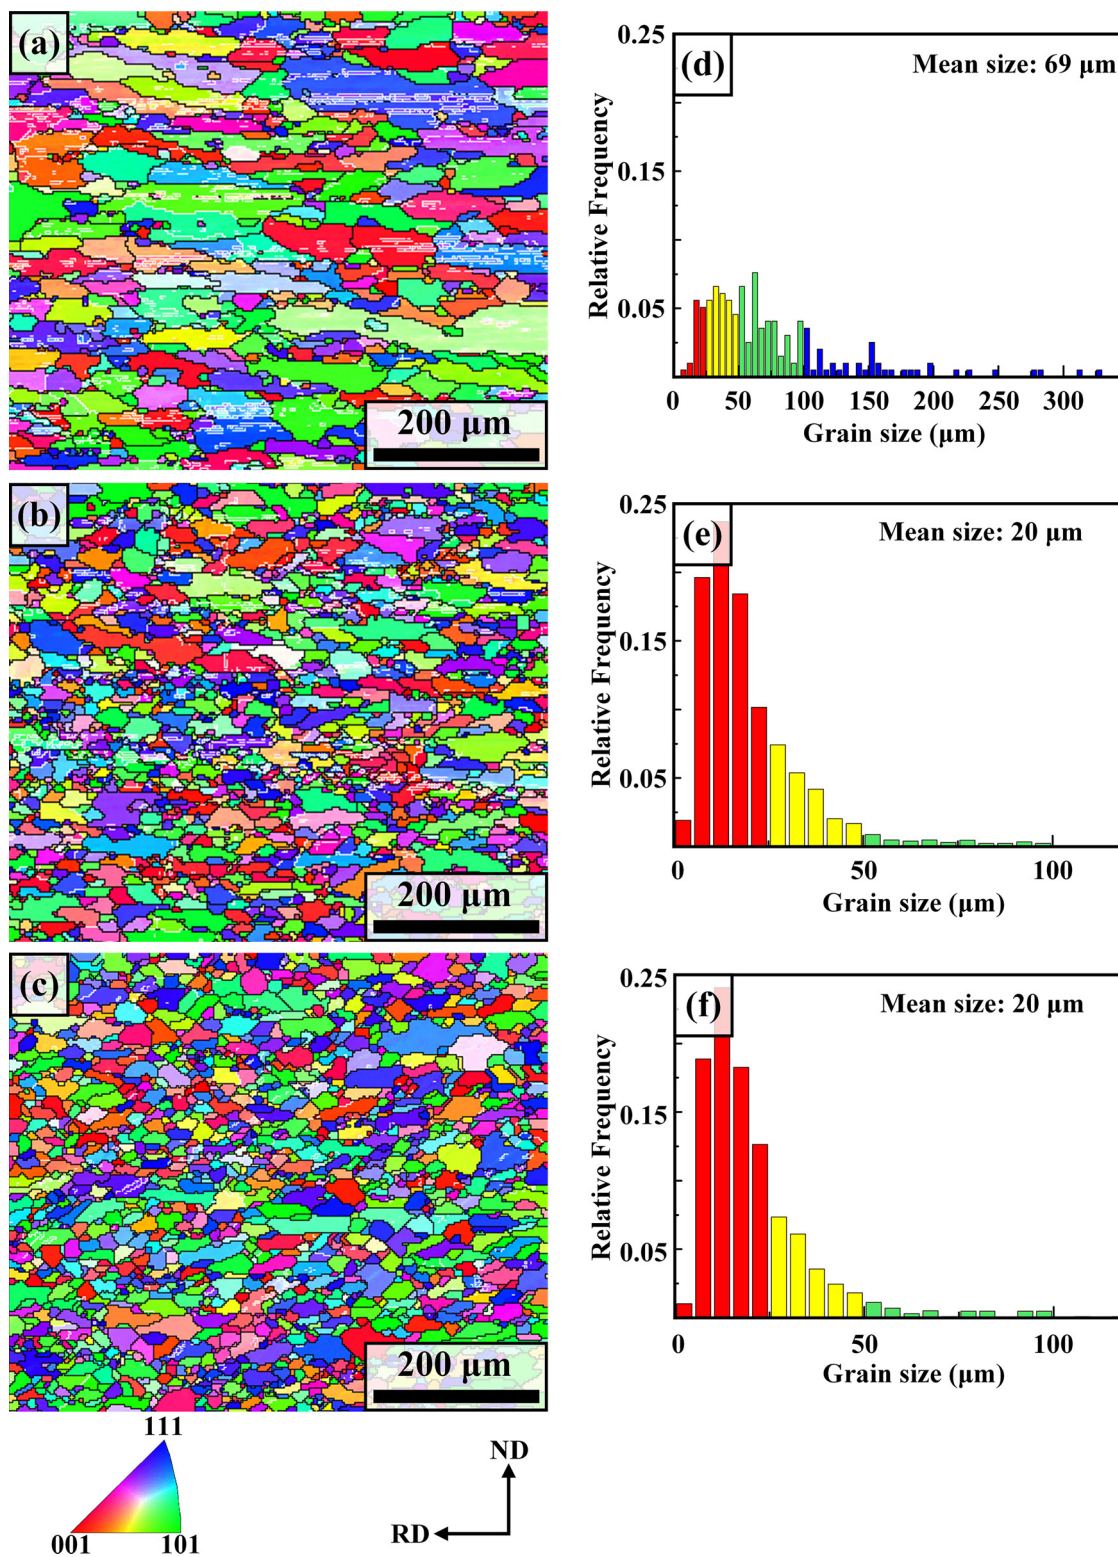 (a)
200 μm
(d)
Mean size: 69 μm
0.25
0.15
0.05
Relative Frequency
0 50 100 150 200 250 300
Grain size (μm)
(b)
200 μm
(e)
Mean size: 20 μm
0.25
0.15
0.05
Relative Frequency
0 50 100
Grain size (μm)
(c)
200 μm
(f)
Mean size: 20 μm
0.25
0.15
0.05
Relative Frequency
0 50 100
Grain size (μm)
111
001 101
ND
RD